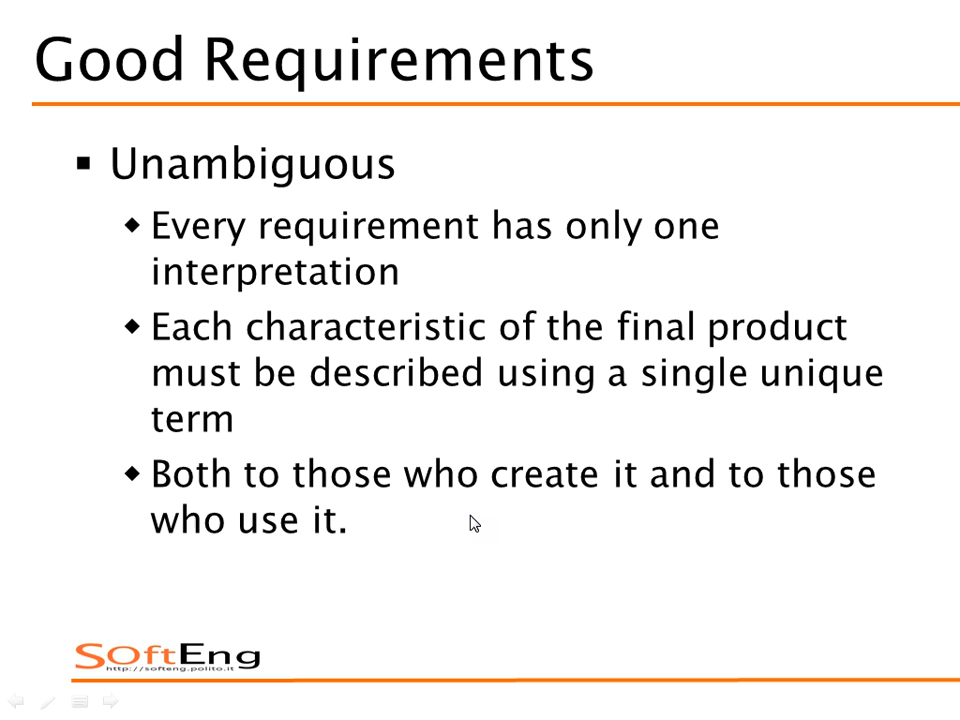 Good Requirements
Unambiguous
Every requirement has only one
interpretation
Each characteristic of the final product
must be described using a single unique
term
Both to those who create it and to those
who use it.
SOftEng
http://softeng.polito.it